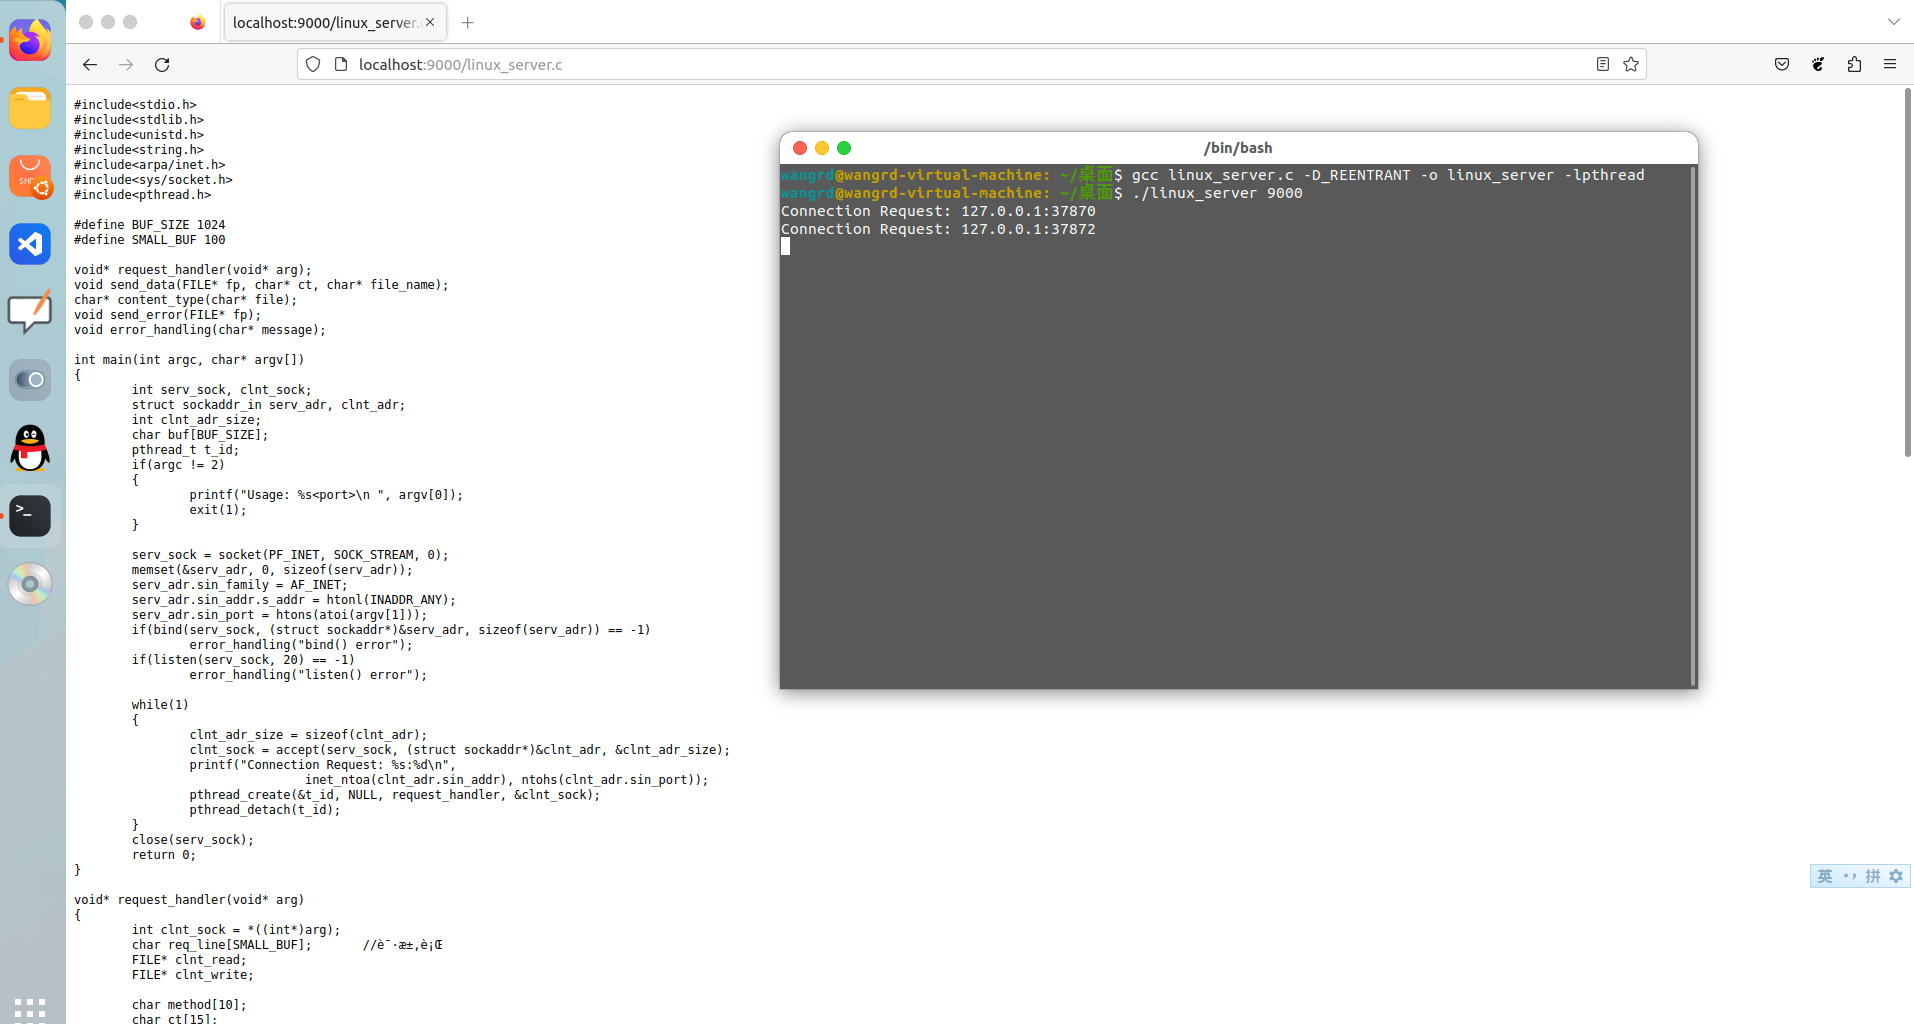 localhost:9000/linux_server.
localhost:9000/linux_server.c
#include<stdio.h>
#include<stdlib.h>
#include<unistd.h>
#include<string.h>
#include<arpa/inet.h>
#include<sys/socket.h>
#include<pthread.h>
#define BUF_SIZE 1024
#define SMALL_BUF 100
void* request_handler(void* arg);
void send_data(FILE* fp, char* ct, char* file_name);
char* content_type(char* file);
void send_error(FILE* fp);
void error_handling(char* message);
int main(int argc, char* argv[])
{
int serv_sock, clnt_sock;
struct sockaddr_in serv_adr, clnt_adr;
int clnt_adr_size;
char buf[BUF_SIZE];
pthread_t t_id;
if(argc != 2)
{
printf("Usage: %s<port>\n ", argv[0]);
exit(1);
}
serv_sock = socket(PF_INET, SOCK_STREAM, 0);
memset(&serv_adr, 0, sizeof(serv_adr));
serv_adr.sin_family = AF_INET;
serv_adr.sin_addr.s_addr = htonl(INADDR_ANY);
serv_adr.sin_port = htons(atoi(argv[1]));
if(bind(serv_sock, (struct sockaddr*)&serv_adr, sizeof(serv_adr)) == -1)
error_handling("bind() error");
if(listen(serv_sock, 20) == -1)
error_handling("listen() error");
while(1)
{
clnt_adr_size = sizeof(clnt_adr);
clnt_sock = accept(serv_sock, (struct sockaddr*)&clnt_adr, &clnt_adr_size);
printf("Connection Request: %s:%d\n",
inet_ntoa(clnt_adr.sin_addr), ntohs(clnt_adr.sin_port));
pthread_create(&t_id, NULL, request_handler, &clnt_sock);
pthread_detach(t_id);
}
close(serv_sock);
return 0;
}
void* request_handler(void* arg)
{
int clnt_sock = *((int*)arg);
char req_line[SMALL_BUF]; //è¯·æ±‚è¡Œ
FILE* clnt_read;
FILE* clnt_write;
char method[10];
char ct[15];
/bin/bash
wangrd@wangrd-virtual-machine: ~/桌面$ gcc linux_server.c -D_REENTRANT -o linux_server -lpthread
wangrd@wangrd-virtual-machine: ~/桌面$ ./linux_server 9000
Connection Request: 127.0.0.1:37870
Connection Request: 127.0.0.1:37872
英 •, 拼